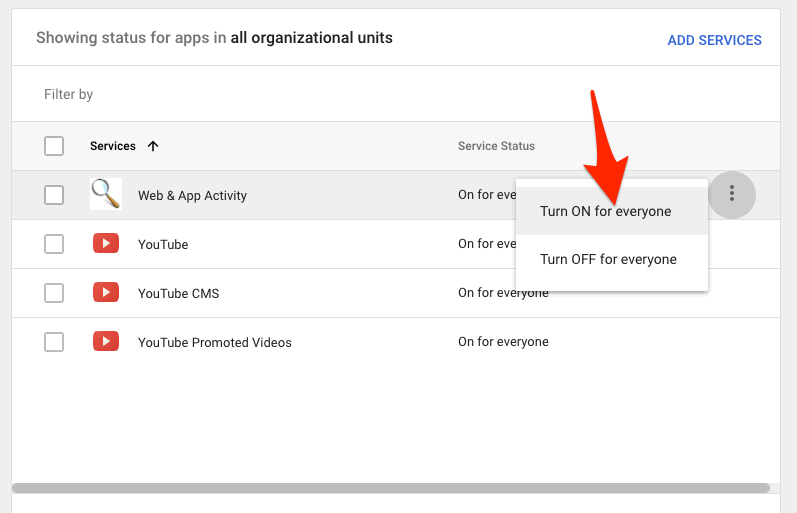 Showing status for apps in all organizational units
ADD SERVICES
Filter by
Services Service Status
Web & App Activity On for eve
Turn ON for everyone
YouTube On for eve
Turn OFF for everyone
YouTube CMS On for everyone
YouTube Promoted Videos On for everyone